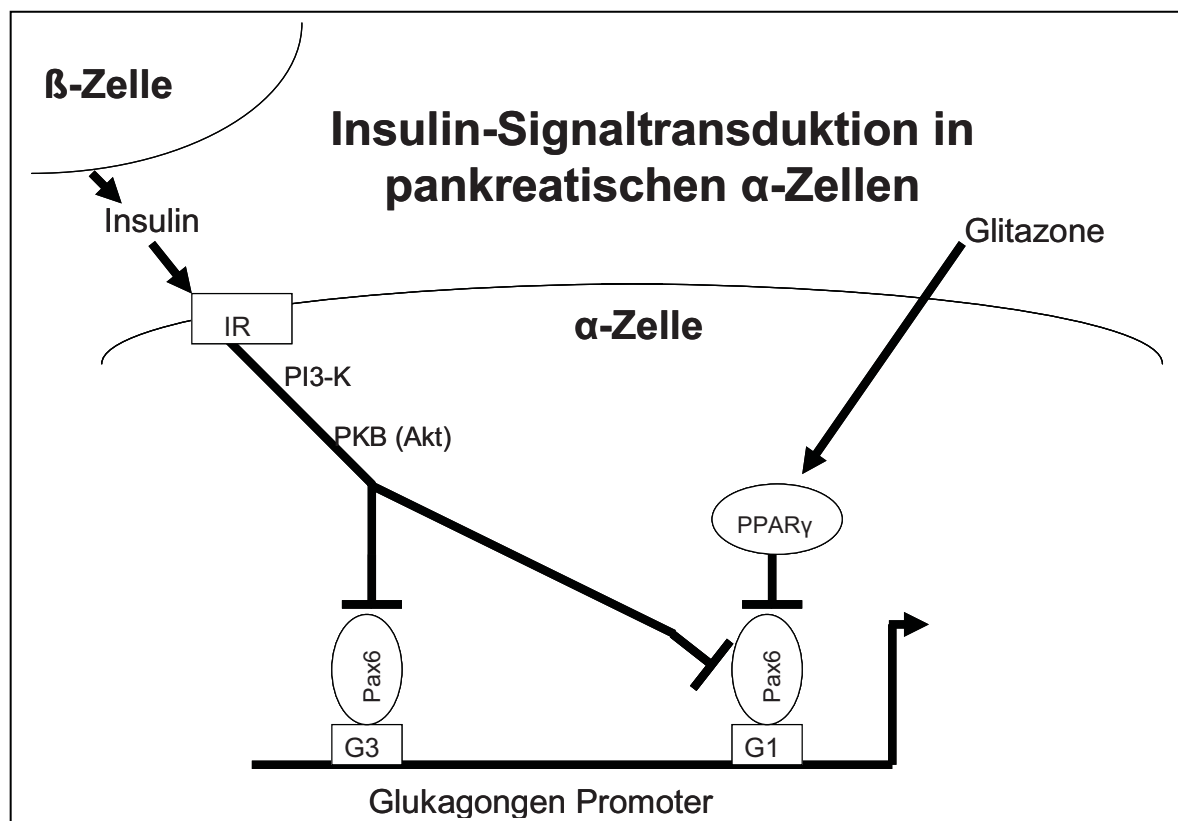 ß-Zelle
Insulin-Signaltransduktion in
pankreatischen α-Zellen
Insulin
Glitazone
IR
α-Zelle
PI3-K
PKB (Akt)
PPARγ
Pax6
Pax6
G3
G1
Glukagongen Promoter